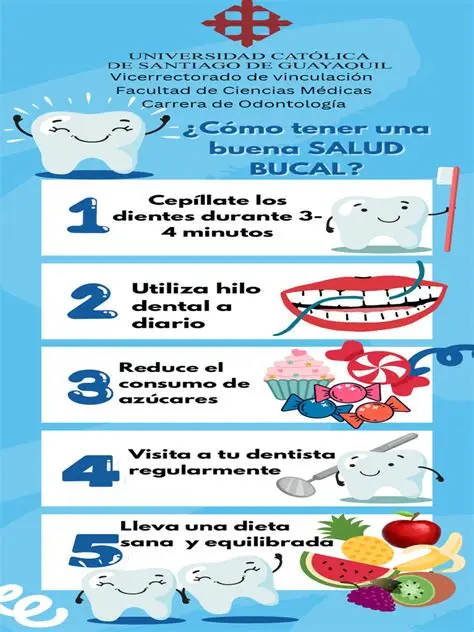 UNIVERSIDAD CATÓLICA
DE SANTIAGO DE GUAYAQUIL
Vicerrectorado de vinculación
Facultad de Ciencias Médicas
Carrera de Odontología
¿Cómo tener una
buena SALUD
BUCAL?
1
Cepíllate los
dientes durante 3-
4 minutos
2
Utiliza hilo
dental a
diario
3
Reduce el
consumo de
azúcares
4
Visita a tu dentista
regularmente
5
Lleva una dieta
sana y equilibrada